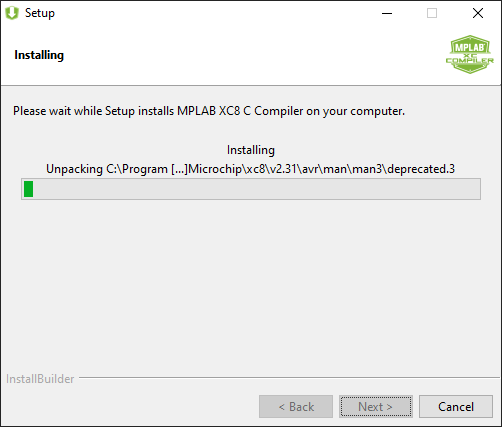 Setup
Installing
MPLAB
XC
COMPILER
Please wait while Setup installs MPLAB XC8 C Compiler on your computer.
Installing
Unpacking C:\Program [...]Microchip\xc8\v2.31\avr\man\man3\deprecated.3
InstallBuilder
< Back
Next >
Cancel